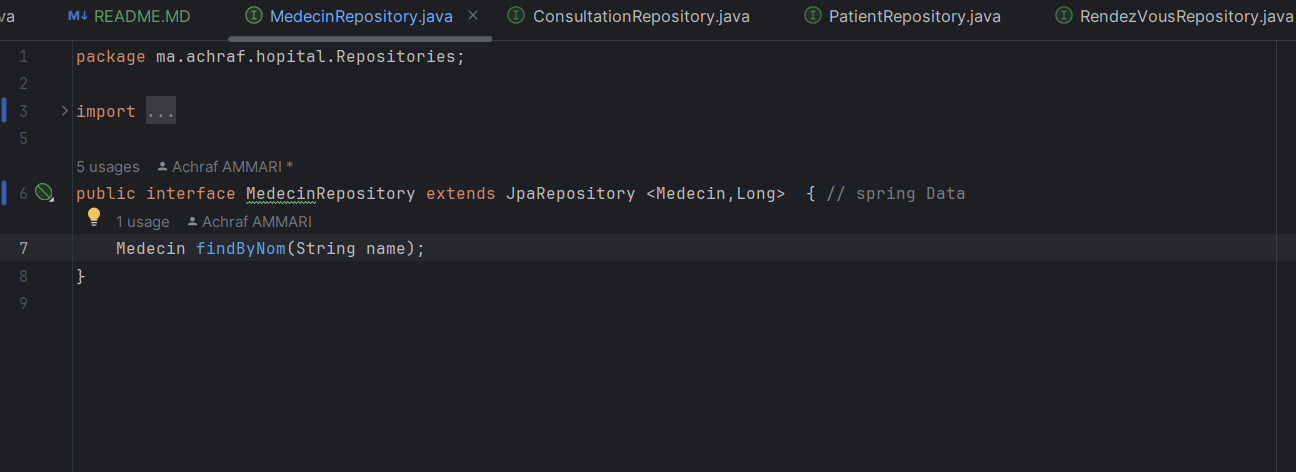 va README.MD MedecinRepository.java ConsultationRepository.java PatientRepository.java RendezVousRepository.java
1 package ma.achraf.hopital.Repositories;
2
3 import ...
5
5 usages Achraf AMMARI *
6 public interface MedecinRepository extends JpaRepository <Medecin,Long>  { // spring Data
1 usage Achraf AMMARI
7 Medecin findByNom(String name);
8 }
9